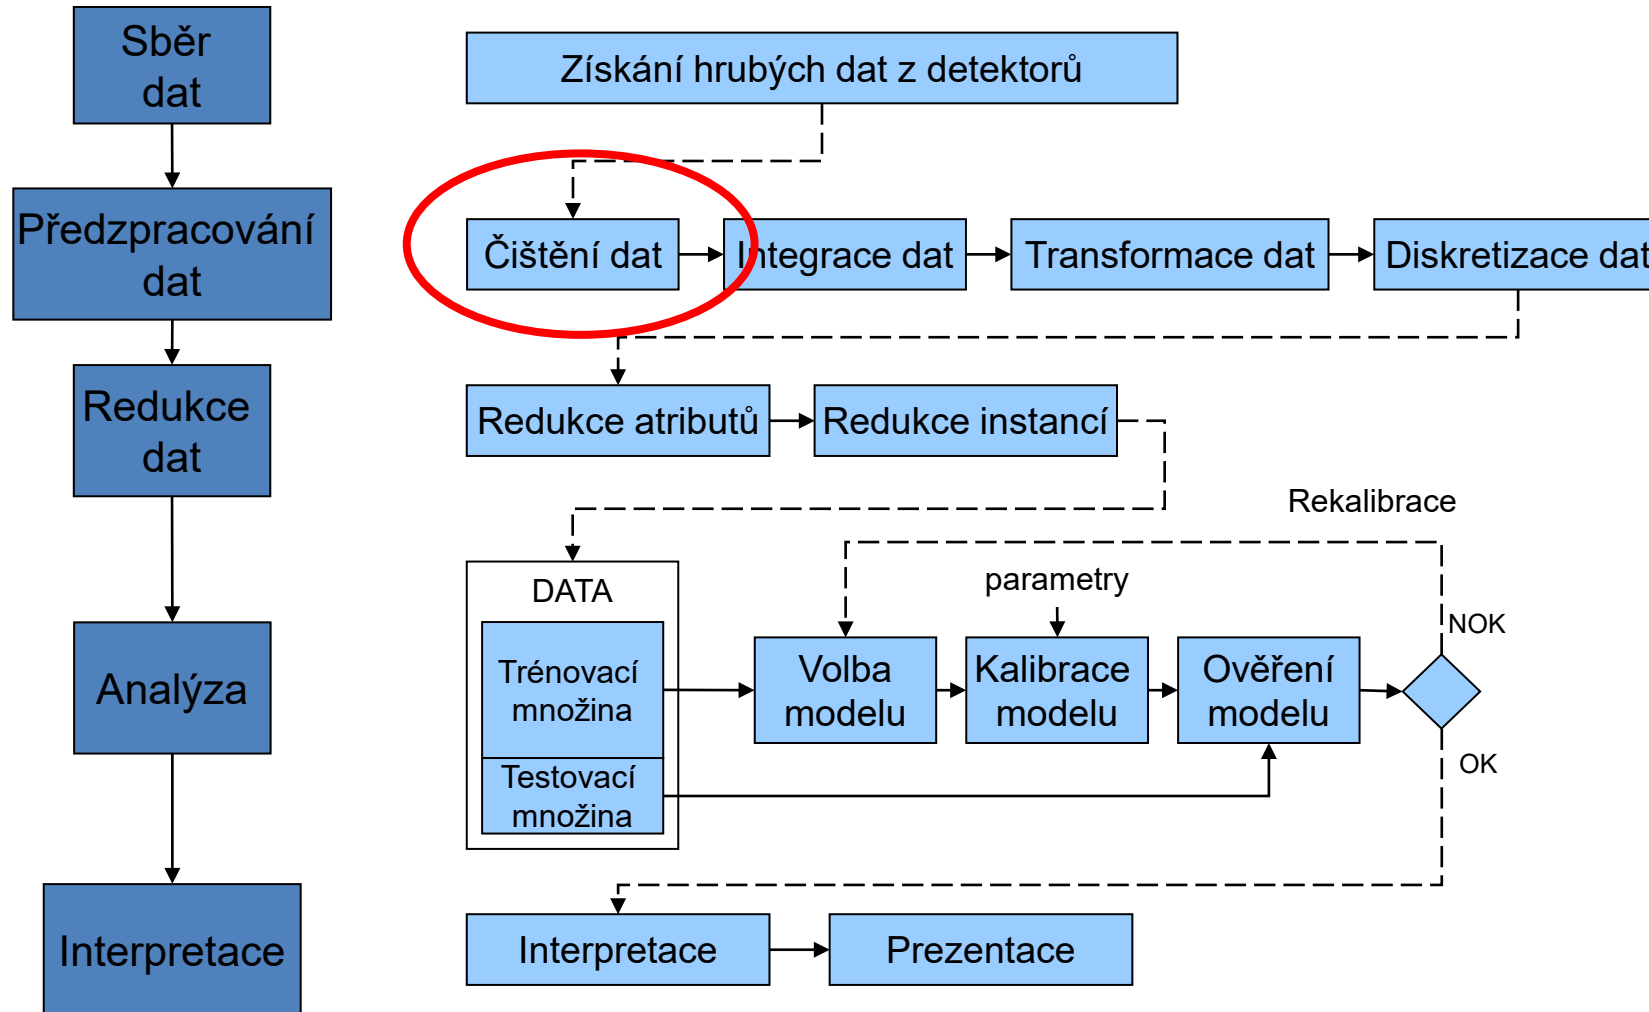 Sběr
dat
Získání hrubých dat z detektorů
Předzpracování
dat
Čištění dat
Integrace dat
Transformace dat
Diskretizace dat
Redukce
dat
Redukce atributů
Redukce instancí
Rekalibrace
DATA
parametry
NOK
Analýza
Trénovací
množina
Volba
modelu
Kalibrace
modelu
Ověření
modelu
OK
Testovací
množina
Interpretace
Interpretace
Prezentace